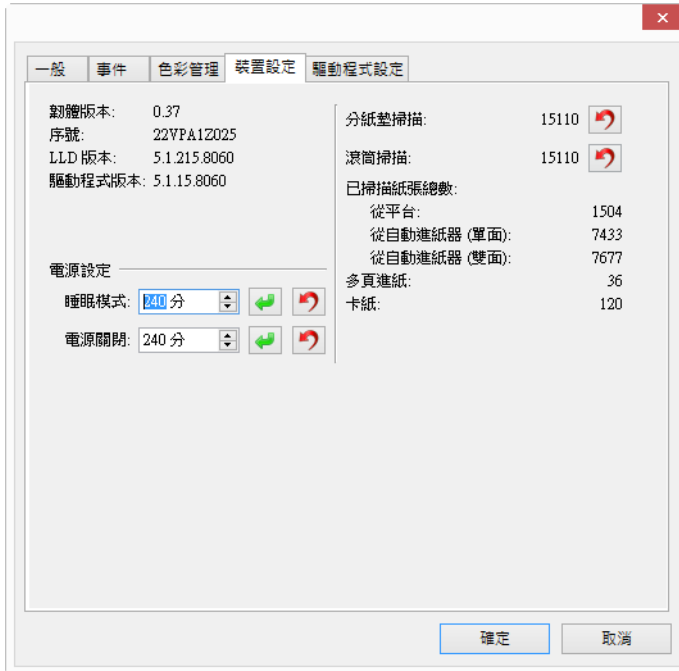 一般 事件 色彩管理 裝置設定 驅動程式設定
韌體版本: 0.37
序號: 22VPA1Z025
LLD 版本: 5.1.215.8060
驅動程式版本: 5.1.15.8060
電源設定
睡眠模式: 240 分
電源關閉: 240 分
分紙墊掃描: 15110
滾筒掃描: 15110
已掃描紙張總數:
從平台: 1504
從自動進紙器 (單面): 7433
從自動進紙器 (雙面): 7677
多頁進紙: 36
卡紙: 120
確定 取消